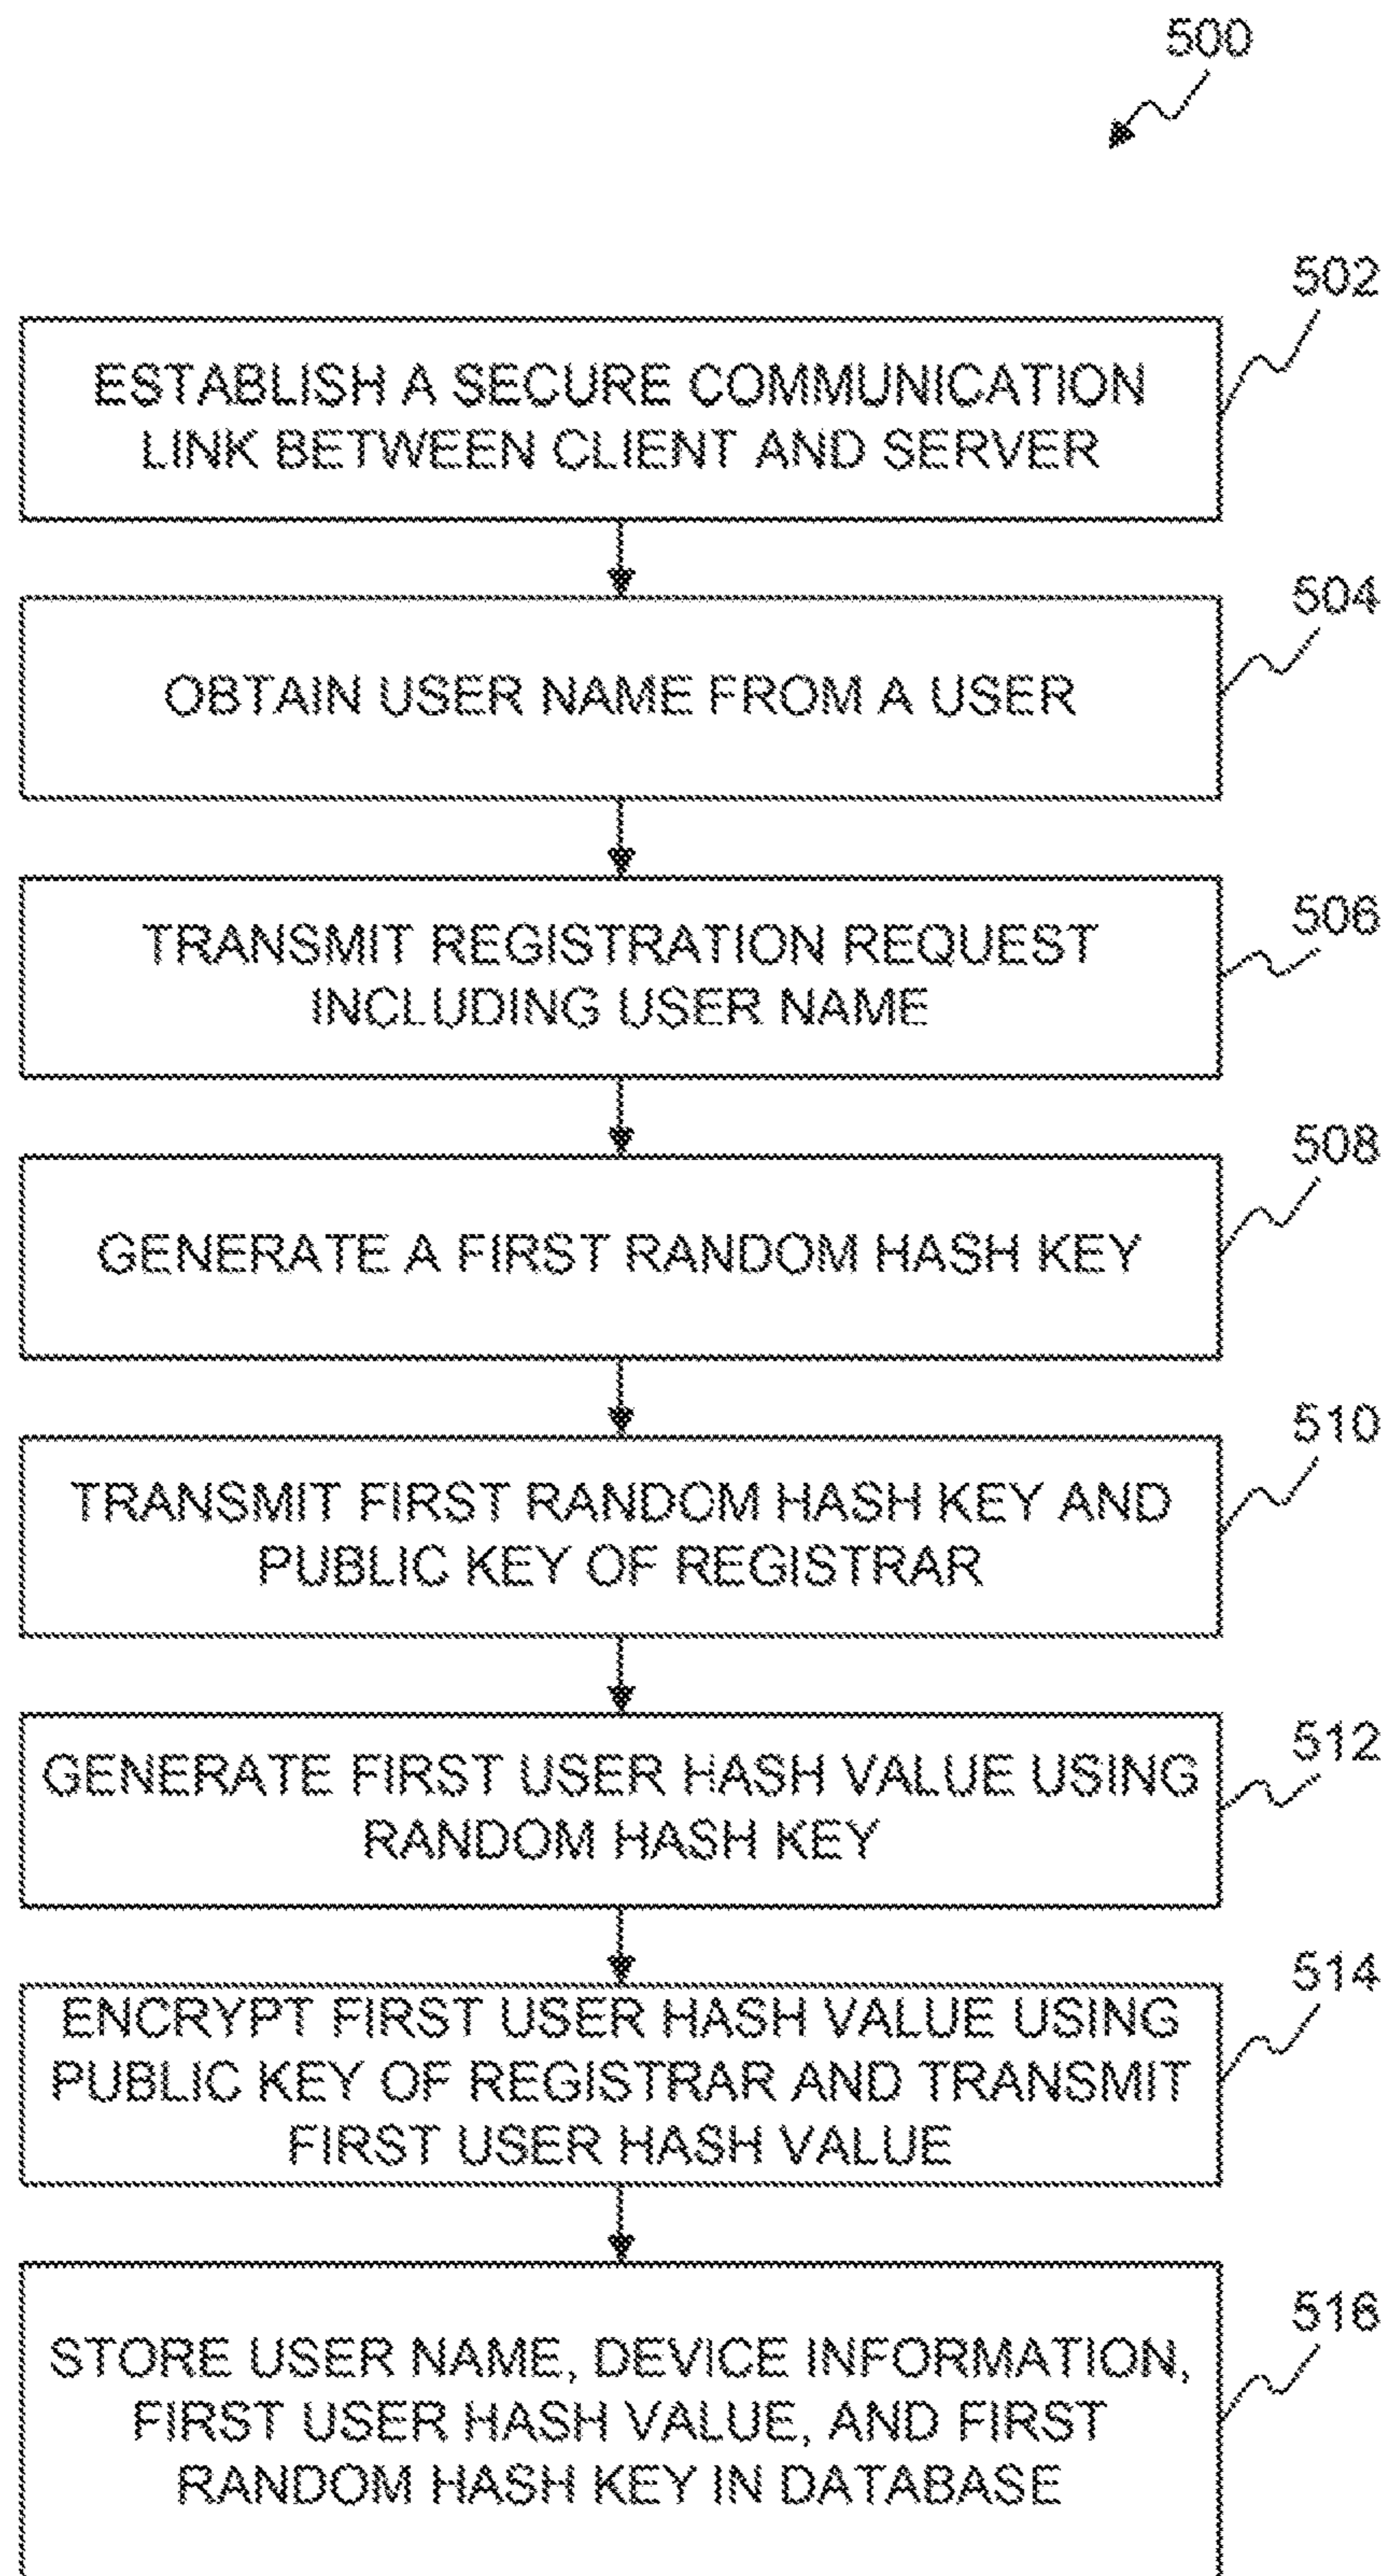 500
502
ESTABLISH A SECURE COMMUNICATION
LINK BETWEEN CLIENT AND SERVER
504
OBTAIN USER NAME FROM A USER
506
TRANSMIT REGISTRATION REQUEST
INCLUDING USER NAME
508
GENERATE A FIRST RANDOM HASH KEY
510
TRANSMIT FIRST RANDOM HASH KEY AND
PUBLIC KEY OF REGISTRAR
512
GENERATE FIRST USER HASH VALUE USING
RANDOM HASH KEY
514
ENCRYPT FIRST USER HASH VALUE USING
PUBLIC KEY OF REGISTRAR AND TRANSMIT
FIRST USER HASH VALUE
516
STORE USER NAME, DEVICE INFORMATION,
FIRST USER HASH VALUE, AND FIRST
RANDOM HASH KEY IN DATABASE